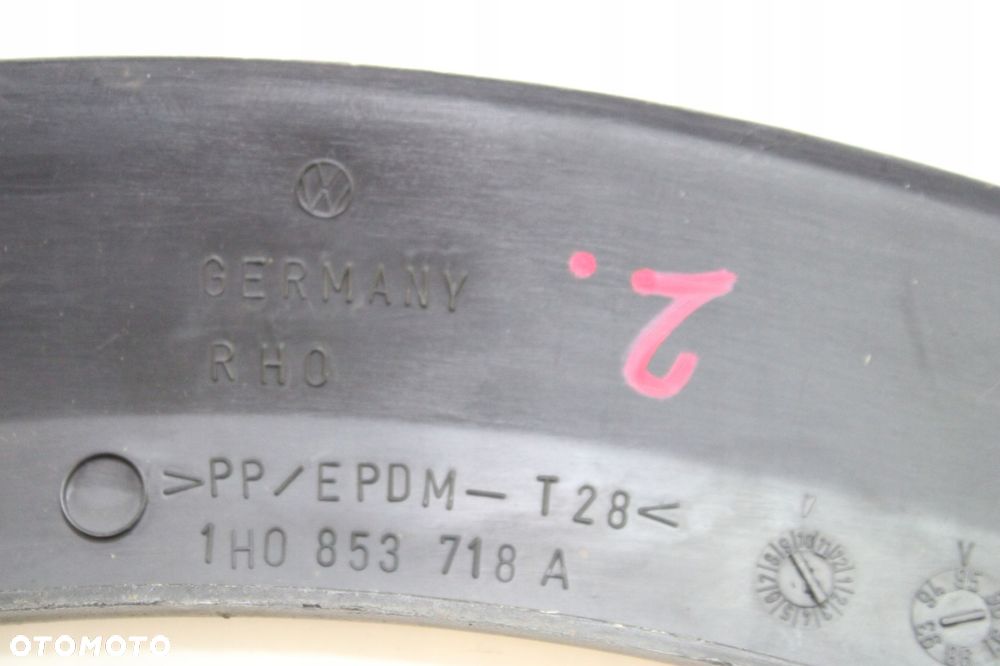 GERMANY
RHO
2.
>PP/EPDM-T28<
1H0 853 718 A
OTOMOTO